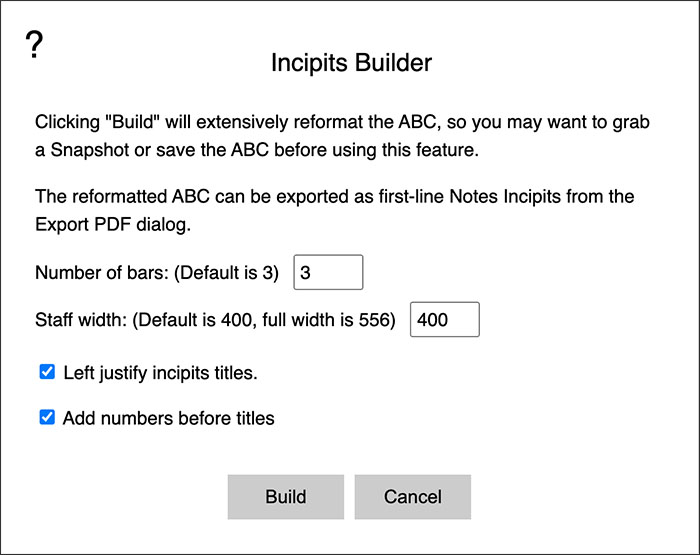 ?
Incipits Builder
Clicking "Build" will extensively reformat the ABC, so you may want to grab
a Snapshot or save the ABC before using this feature.
The reformatted ABC can be exported as first-line Notes Incipits from the
Export PDF dialog.
Number of bars: (Default is 3) 3
Staff width: (Default is 400, full width is 556) 400
Left justify incipits titles.
Add numbers before titles
Build Cancel